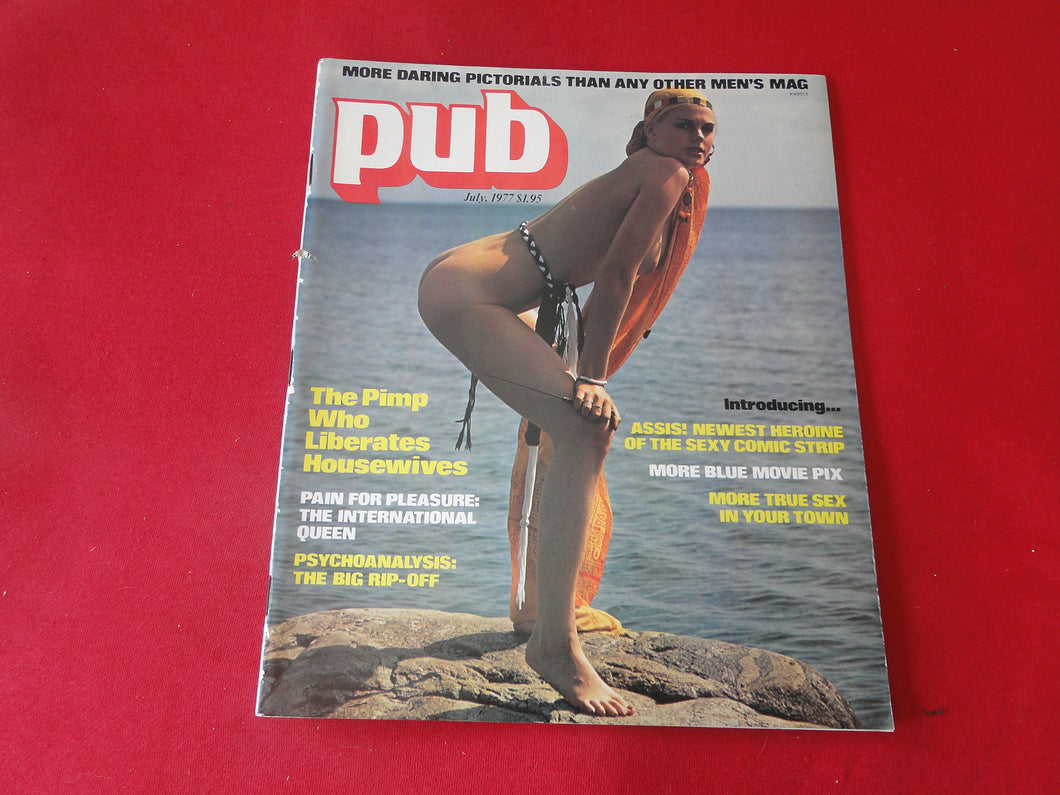 MORE DARING PICTORIALS THAN ANY OTHER MEN'S MAG
K49515
pub
July, 1977 $1.95
The Pimp
Who
Liberates
Housewives
PAIN FOR PLEASURE:
THE INTERNATIONAL
QUEEN
PSYCHOANALYSIS:
THE BIG RIP-OFF
Introducing...
ASSIS! NEWEST HEROINE
OF THE SEXY COMIC STRIP
MORE BLUE MOVIE PIX
MORE TRUE SEX
IN YOUR TOWN